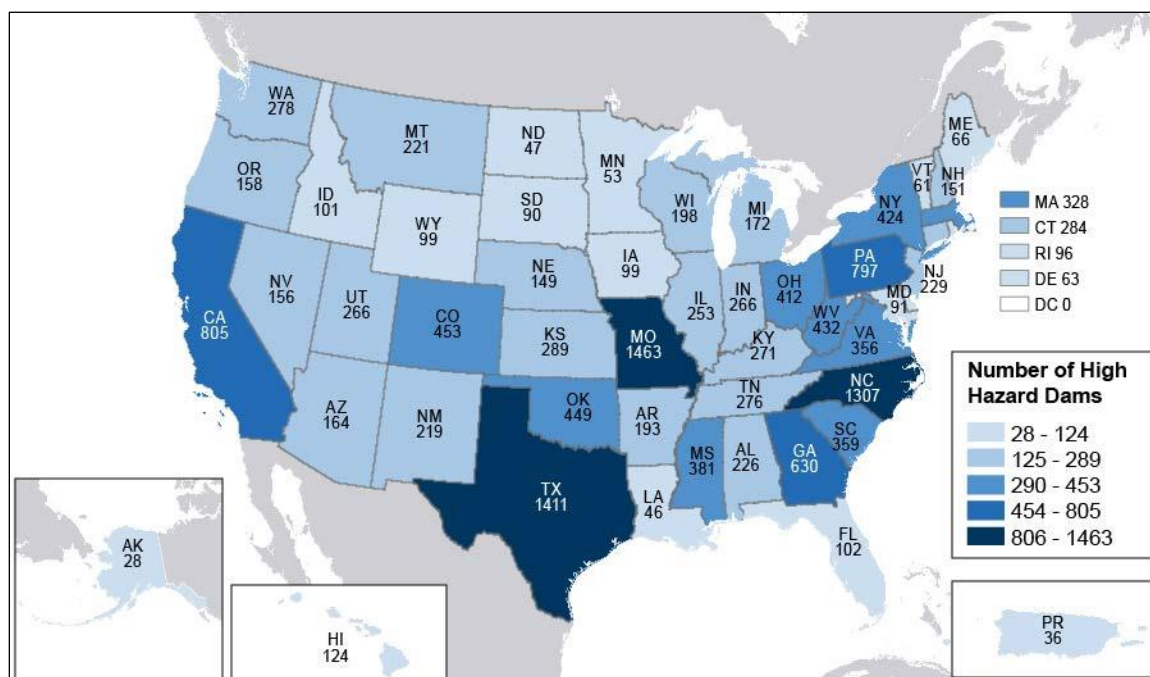 WA
278
MT
221
ND
47
MN
53
ME
66
VT
61
NH
151
OR
158
ID
101
SD
90
WI
198
MI
172
NY
424
MA 328
CT 284
RI 96
DE 63
DC 0
WY
99
IA
99
PA
797
NJ
229
NE
149
NV
156
UT
266
CO
453
IL
253
IN
266
OH
412
MD
91
WV
432
VA
356
CA
805
KS
289
MO
1463
KY
271
NC
1307
TN
276
AZ
164
NM
219
OK
449
AR
193
SC
359
MS
381
AL
226
GA
630
TX
1411
LA
46
FL
102
Number of High
Hazard Dams
28 - 124
125 - 289
290 - 453
454 - 805
806 - 1463
AK
28
HI
124
PR
36